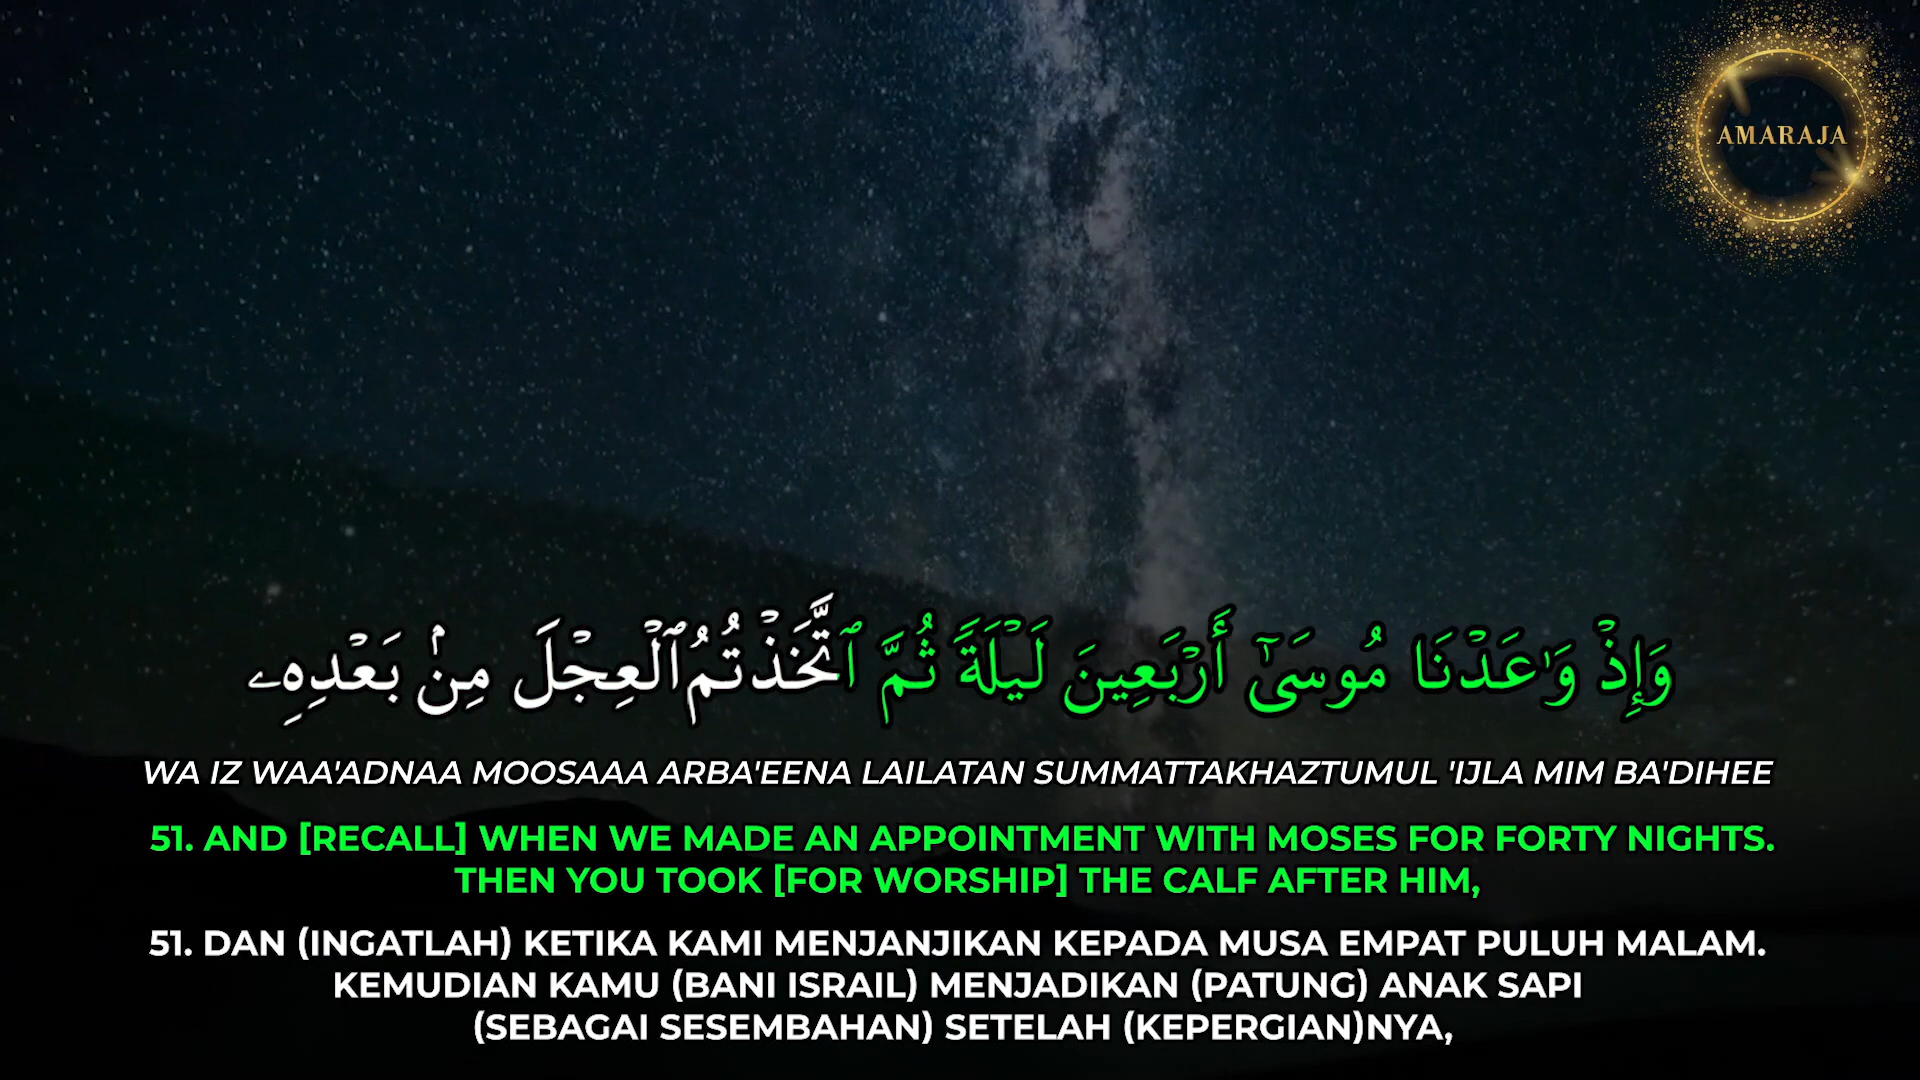 AMARAJA
وَإِذْ وَٰعَدْنَا مُوسَىٰٓ أَرْبَعِينَ لَيْلَةً ثُمَّ ٱتَّخَذْتُمُ ٱلْعِجْلَ مِنۢ بَعْدِهِۦ
WA IZ WAA'ADNAA MOOSAAA ARBA'EENA LAILATAN SUMMATTAKHAZTUMUL 'IJLA MIM BA'DIHEE
51. AND [RECALL] WHEN WE MADE AN APPOINTMENT WITH MOSES FOR FORTY NIGHTS.
THEN YOU TOOK [FOR WORSHIP] THE CALF AFTER HIM,
51. DAN (INGATLAH) KETIKA KAMI MENJANJIKAN KEPADA MUSA EMPAT PULUH MALAM.
KEMUDIAN KAMU (BANI ISRAIL) MENJADIKAN (PATUNG) ANAK SAPI
(SEBAGAI SESEMBAHAN) SETELAH (KEPERGIAN)NYA,